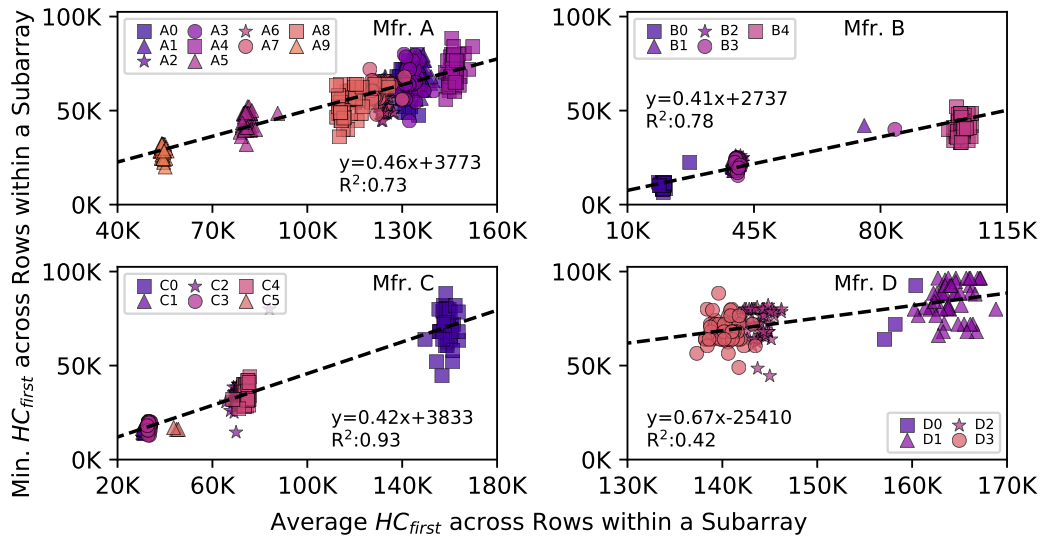 Min. HCfirst across Rows within a Subarray
100K
50K
0K
40K 70K 100K 130K 160K
Mfr. A
A0 A3 A6 A8
A1 A4 A7 A9
A2 A5
y=0.46x+3773
R²:0.73
100K
50K
0K
10K 45K 80K 115K
Mfr. B
B0 B2 B4
B1 B3
y=0.41x+2737
R²:0.78
100K
50K
0K
20K 60K 100K 140K 180K
Mfr. C
C0 C2 C4
C1 C3 C5
y=0.42x+3833
R²:0.93
100K
50K
0K
130K 140K 150K 160K 170K
Mfr. D
y=0.67x-25410
R²:0.42
D0 D2
D1 D3
Average HCfirst across Rows within a Subarray